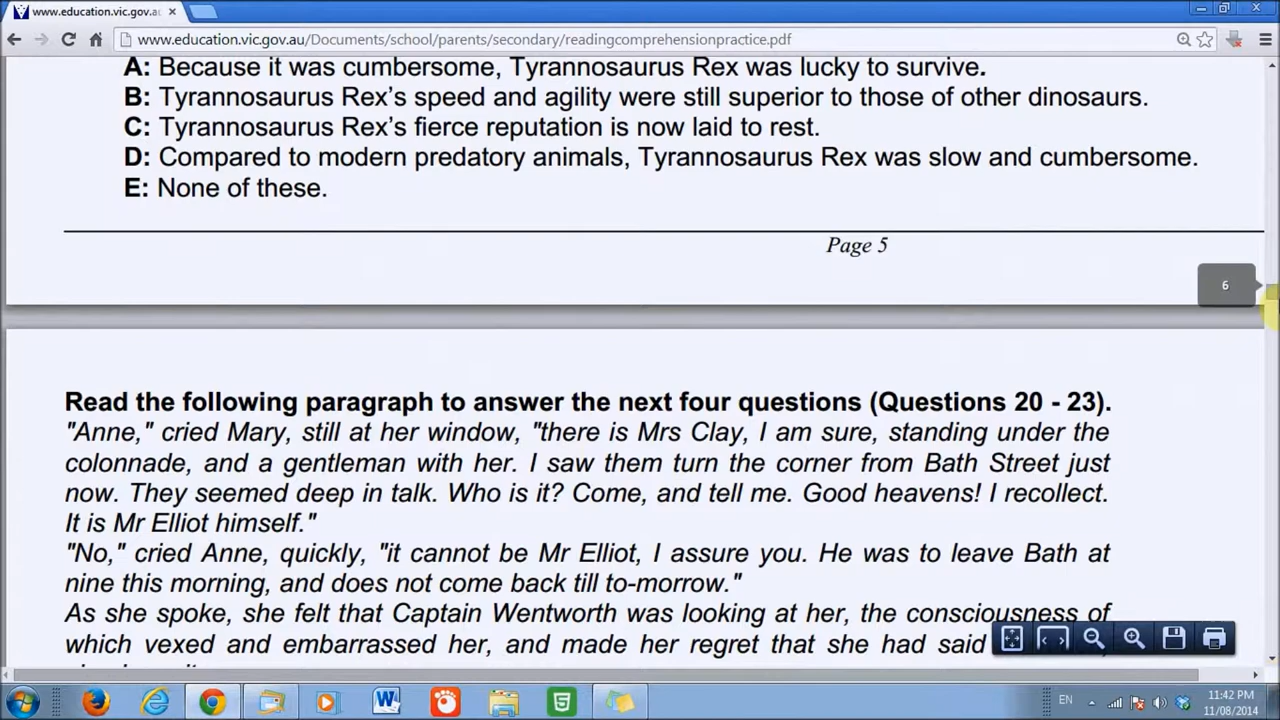 www.education.vic.gov.au
www.education.vic.gov.au/Documents/school/parents/secondary/readingcomprehensionpractice.pdf
A: Because it was cumbersome, Tyrannosaurus Rex was lucky to survive.
B: Tyrannosaurus Rex's speed and agility were still superior to those of other dinosaurs.
C: Tyrannosaurus Rex's fierce reputation is now laid to rest.
D: Compared to modern predatory animals, Tyrannosaurus Rex was slow and cumbersome.
E: None of these.
Page 5
6
Read the following paragraph to answer the next four questions (Questions 20 - 23).
"Anne," cried Mary, still at her window, "there is Mrs Clay, I am sure, standing under the
colonnade, and a gentleman with her. I saw them turn the corner from Bath Street just
now. They seemed deep in talk. Who is it? Come, and tell me. Good heavens! I recollect.
It is Mr Elliot himself."
"No," cried Anne, quickly, "it cannot be Mr Elliot, I assure you. He was to leave Bath at
nine this morning, and does not come back till to-morrow."
As she spoke, she felt that Captain Wentworth was looking at her, the consciousness of
which vexed and embarrassed her, and made her regret that she had said
EN
11:42 PM
11/08/2014